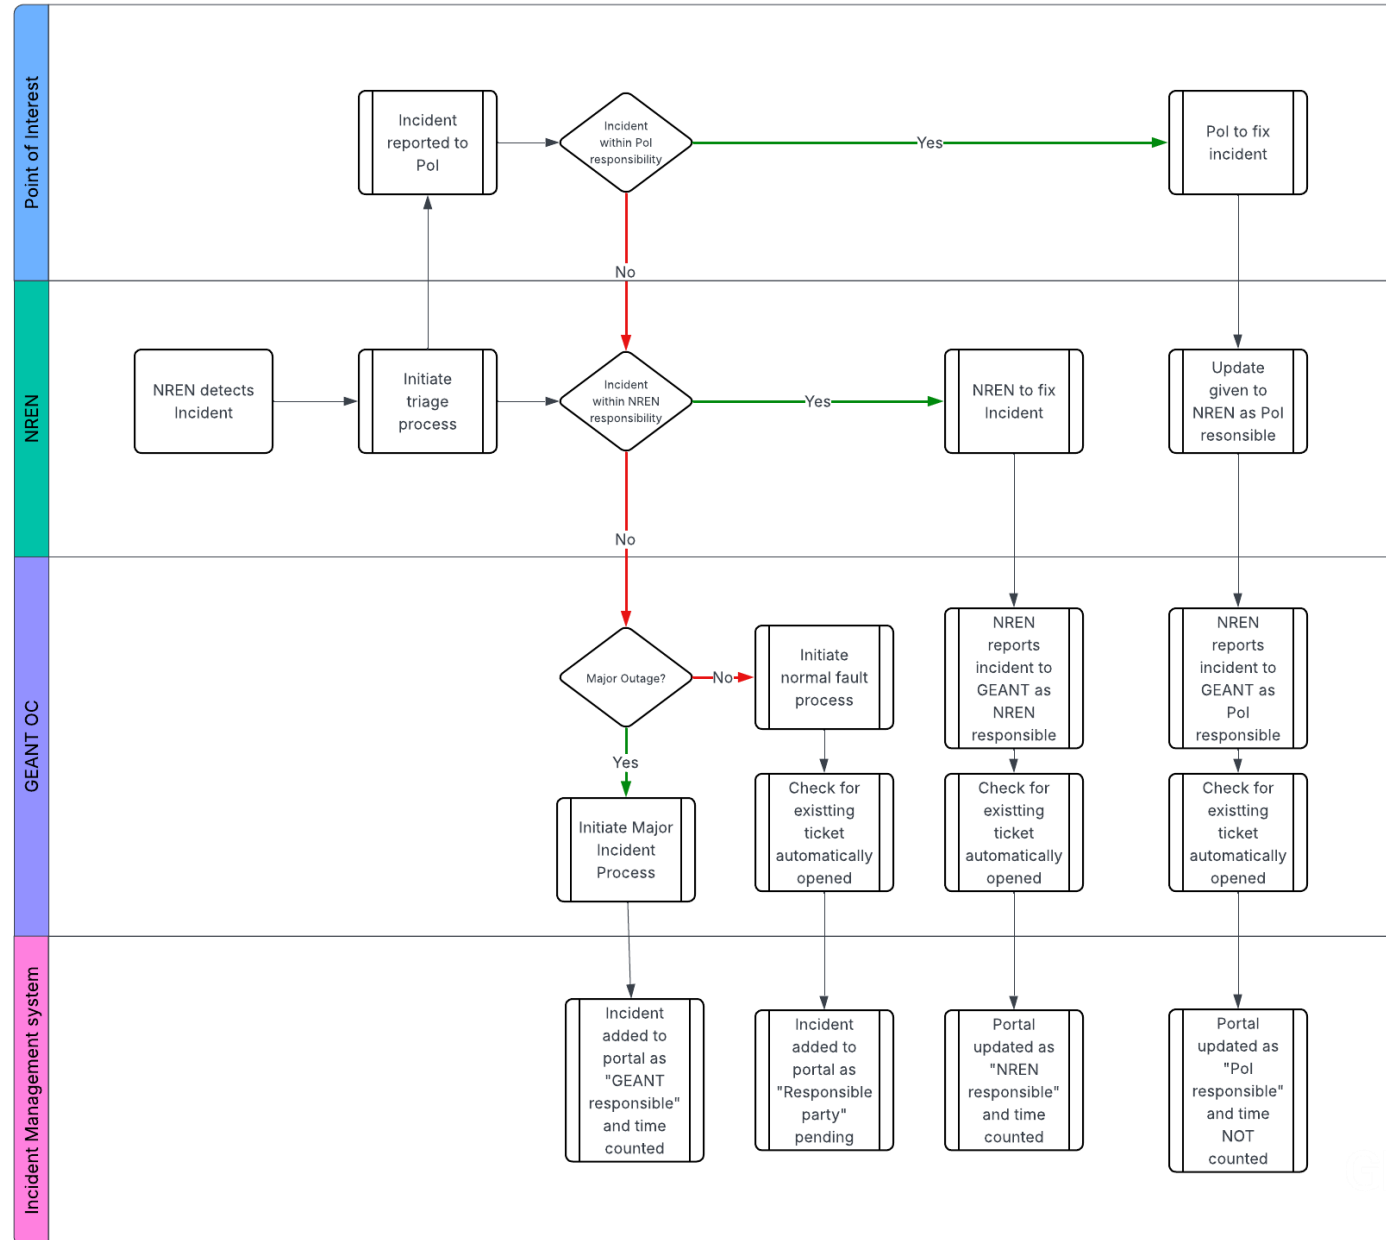 Point of Interest
Incident
reported to
PoI
Incident
within PoI
responsibility
Yes
PoI to fix
incident
No
NREN
NREN detects
Incident
Initiate
triage
process
Incident
within NREN
responsibility
Yes
NREN to fix
Incident
Update
given to
NREN as PoI
resonsible
No
GEANT OC
Major Outage?
No
Initiate
normal fault
process
NREN
reports
incident to
GEANT as
NREN
responsible
NREN
reports
incident to
GEANT as
PoI
responsible
Yes
Initiate Major
Incident
Process
Check for
existting
ticket
automatically
opened
Check for
existting
ticket
automatically
opened
Check for
existting
ticket
automatically
opened
Incident Management system
Incident
added to
portal as
"GEANT
responsible"
and time
counted
Incident
added to
portal as
"Responsible
party"
pending
Portal
updated as
"NREN
responsible"
and time
counted
Portal
updated as
"PoI
responsible"
and time
NOT
counted